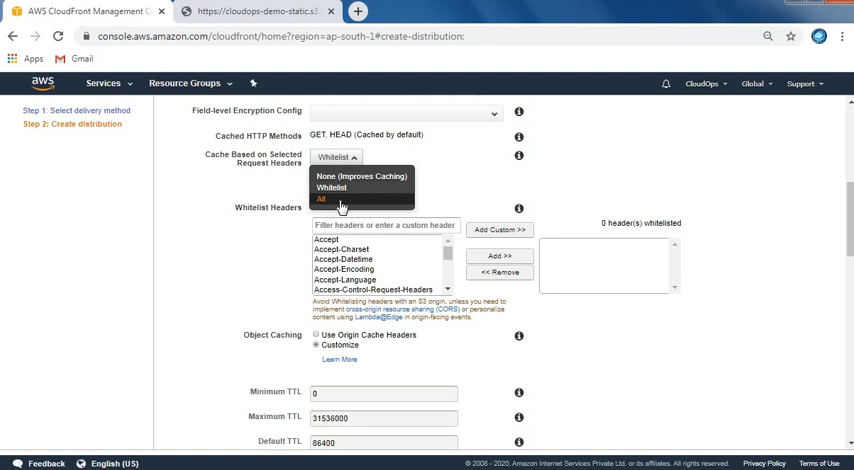 AWS CloudFront Management C
https://cloudops-demo-static.s3
console.aws.amazon.com/cloudfront/home?region=ap-south-1#create-distribution:
Apps
Gmail
aws
Services
Resource Groups
CloudOps
Global
Support
Step 1: Select delivery method
Step 2: Create distribution
Field-level Encryption Config
Cached HTTP Methods
GET, HEAD (Cached by default)
Cache Based on Selected
Request Headers
Whitelist
None (Improves Caching)
Whitelist
All
Whitelist Headers
0 header(s) whitelisted
Filter headers or enter a custom header
Add Custom >>
Accept
Accept-Charset
Accept-Datetime
Accept-Encoding
Accept-Language
Access-Control-Request-Headers
Add >>
<< Remove
Avoid Whitelisting headers with an S3 origin, unless you need to
implement cross-origin resource sharing (CORS) or personalize
content using Lambda@Edge in origin-facing events.
Object Caching
Use Origin Cache Headers
Customize
Learn More
Minimum TTL
0
Maximum TTL
31536000
Default TTL
86400
Feedback
English (US)
© 2008 - 2020, Amazon Internet Services Private Ltd. or its affiliates. All rights reserved.
Privacy Policy
Terms of Use